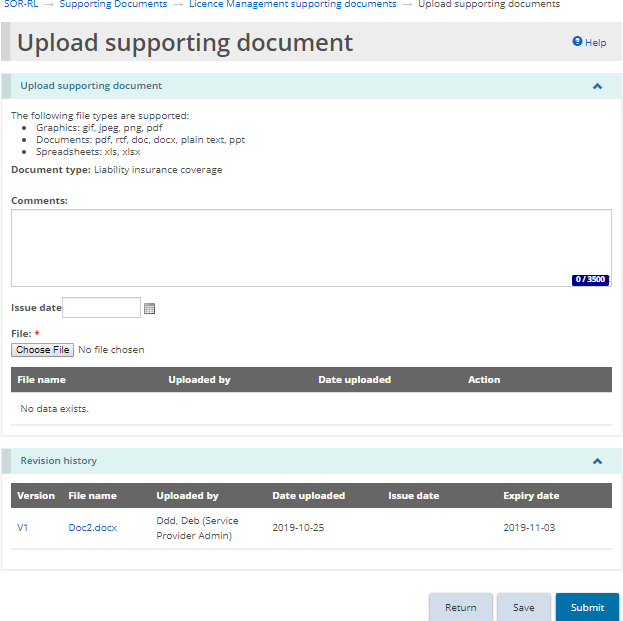 SOR-RL → Supporting Documents → Licence Management supporting documents → Upload supporting documents
Upload supporting document
Help
Upload supporting document
The following file types are supported:
Graphics: gif, jpeg, png, pdf
Documents: pdf, rtf, doc, docx, plain text, ppt
Spreadsheets: xls, xlsx
Document type: Liability insurance coverage
Comments:
0 / 3500
Issue date
File: *
Choose File No file chosen
File name Uploaded by Date uploaded Action
No data exists.
Revision history
Version File name Uploaded by Date uploaded Issue date Expiry date
V1 Doc2.docx Ddd, Deb (Service Provider Admin) 2019-10-25 2019-11-03
Return Save Submit